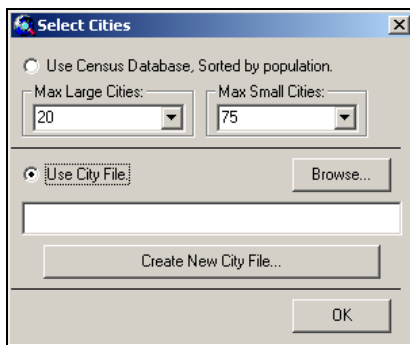 Select Cities
Use Census Database, Sorted by population.
Max Large Cities: Max Small Cities:
20 75
Use City File. Browse...
Create New City File...
OK